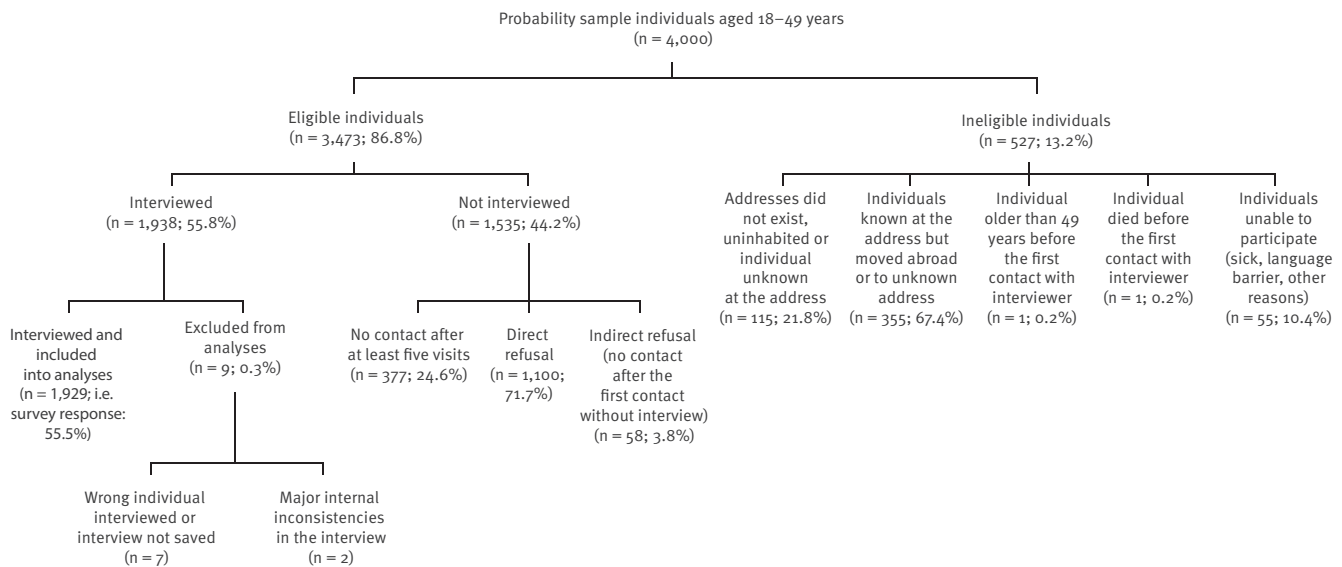 Probability sample individuals aged 18–49 years
(n = 4,000)
Eligible individuals
(n = 3,473; 86.8%)
Ineligible individuals
(n = 527; 13.2%)
Interviewed
(n = 1,938; 55.8%)
Not interviewed
(n = 1,535; 44.2%)
Addresses did
not exist,
uninhabited or
individual
unknown
at the address
(n = 115; 21.8%)
Individuals
known at the
address but
moved abroad
or to unknown
address
(n = 355; 67.4%)
Individual
older than 49
years before
the first
contact with
interviewer
(n = 1; 0.2%)
Individual
died before
the first
contact with
interviewer
(n = 1; 0.2%)
Individuals
unable to
participate
(sick, language
barrier, other
reasons)
(n = 55; 10.4%)
Interviewed and
included
into analyses
(n = 1,929; i.e.
survey response:
55.5%)
Excluded from
analyses
(n = 9; 0.3%)
No contact after
at least five visits
(n = 377; 24.6%)
Direct
refusal
(n = 1,100;
71.7%)
Indirect refusal
(no contact
after the
first contact
without interview)
(n = 58; 3.8%)
Wrong individual
interviewed or
interview not saved
(n = 7)
Major internal
inconsistencies
in the interview
(n = 2)